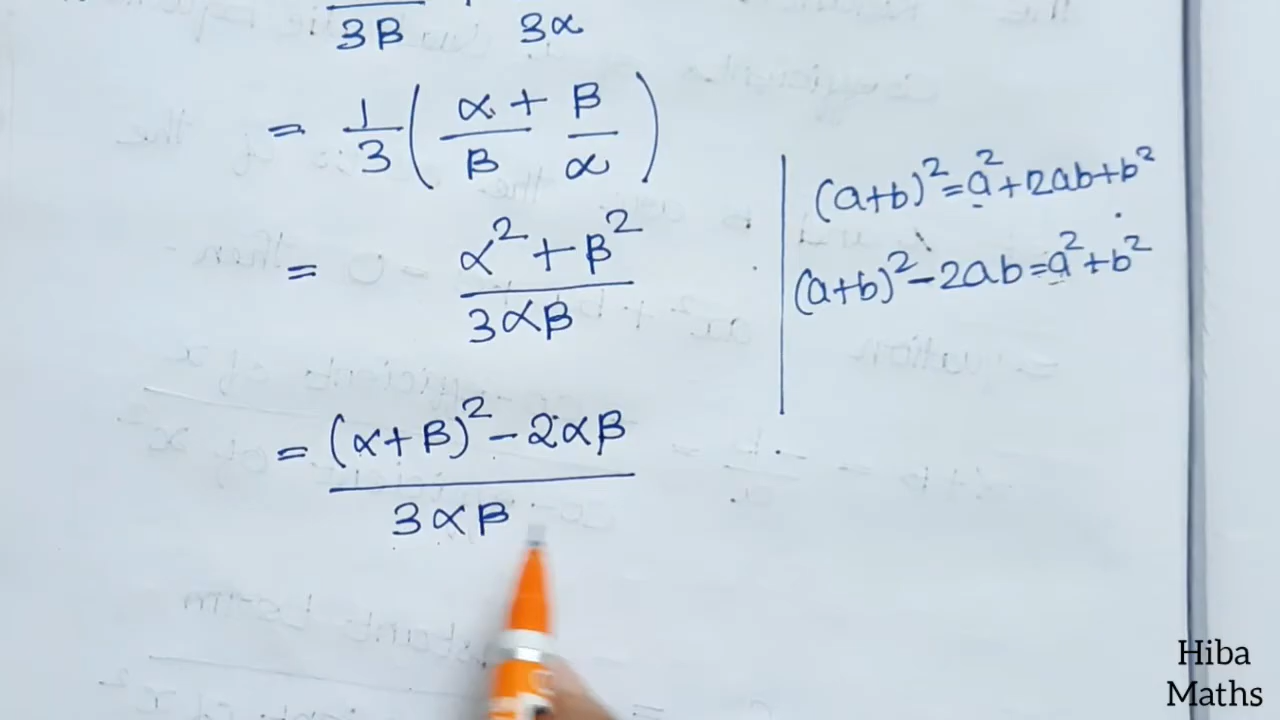 3β 3α
= 1/3 ( α/β + β/α )
= α² + β² / 3αβ
= (α+β)² - 2αβ / 3αβ
(a+b)² = a² + 2ab + b²
(a+b)² - 2ab = a² + b²
Hiba
Maths